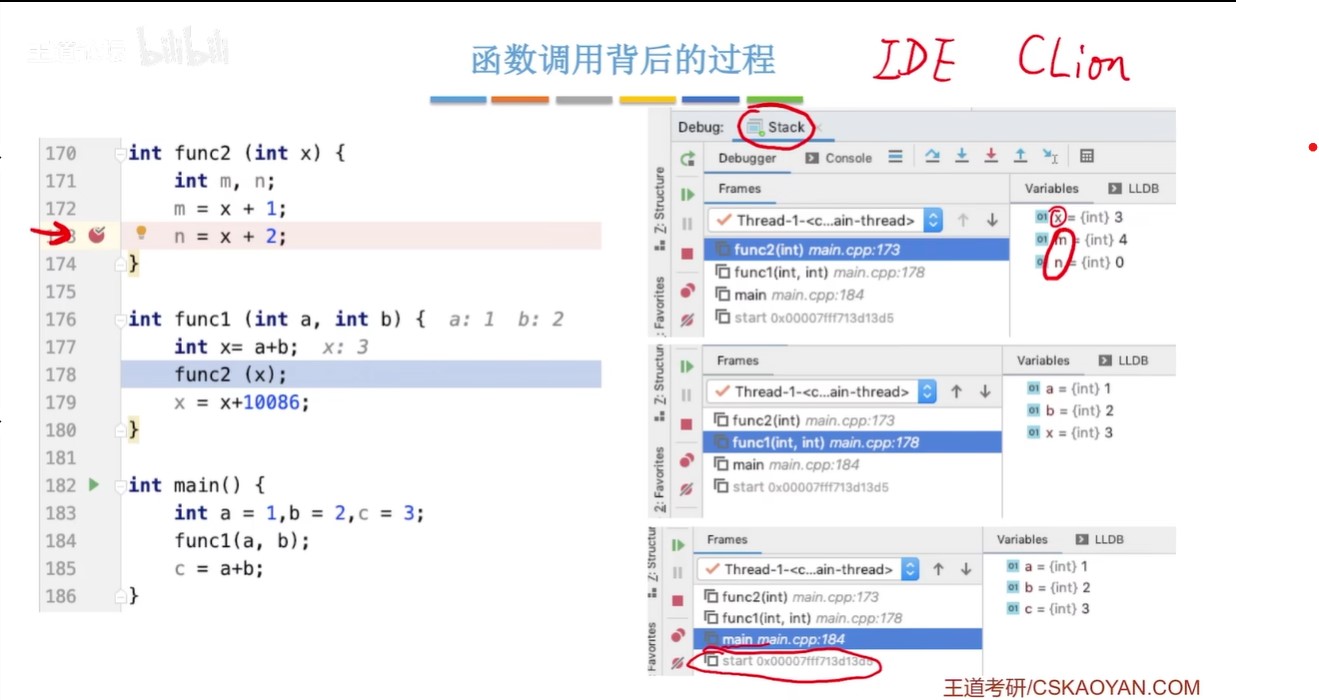 王道论坛 bilibili
函数调用背后的过程
IDE CLion
170 int func2 (int x) {
171 int m, n;
172 m = x + 1;
173 n = x + 2;
174 }
175
176 int func1 (int a, int b) { a: 1 b: 2
177 int x= a+b; x: 3
178 func2 (x);
179 x = x+10086;
180 }
181
182 int main() {
183 int a = 1,b = 2,c = 3;
184 func1(a, b);
185 c = a+b;
186 }
Debug: Stack
Debugger Console
Z: Structure
Favorites
Frames
Variables LLDB
Thread-1-<c...ain-thread>
func2(int) main.cpp:173
func1(int, int) main.cpp:178
main main.cpp:184
start 0x00007fff713d13d5
x = {int} 3
m = {int} 4
n = {int} 0
Z: Structur
2: Favorites
Frames
Variables LLDB
Thread-1-<c...ain-thread>
func2(int) main.cpp:173
func1(int, int) main.cpp:178
main main.cpp:184
start 0x00007fff713d13d5
a = {int} 1
b = {int} 2
x = {int} 3
Z: Structur
Favorites
Frames
Variables LLDB
Thread-1-<c...ain-thread>
func2(int) main.cpp:173
func1(int, int) main.cpp:178
main main.cpp:184
start 0x00007fff713d13d5
a = {int} 1
b = {int} 2
c = {int} 3
王道考研/CSKAOYAN.COM